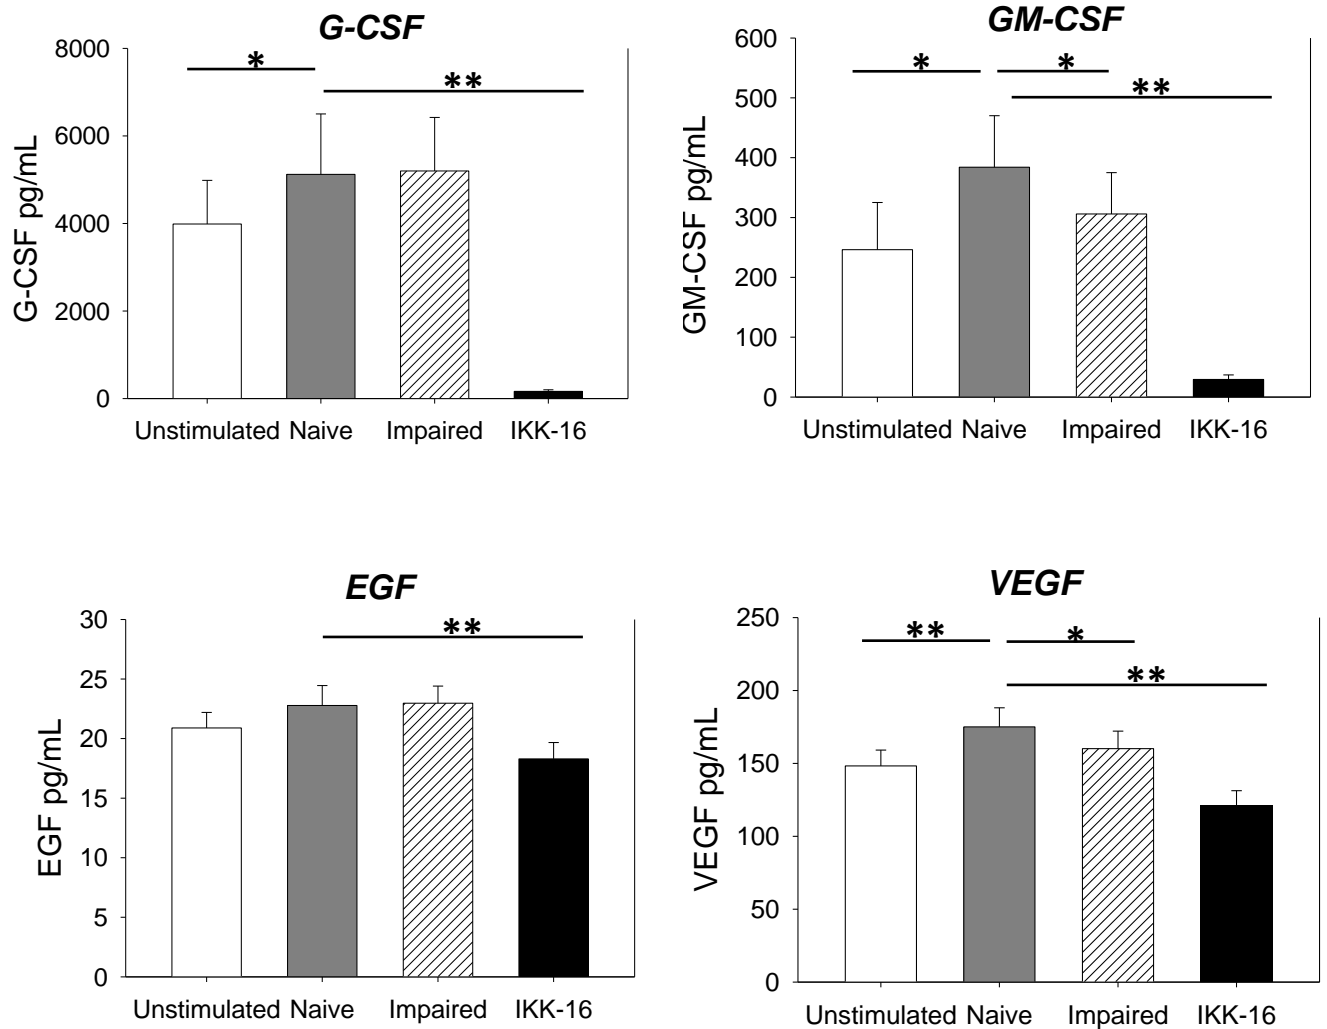 G-CSF
8000
6000
4000
2000
0
G-CSF pg/mL
*
**
Unstimulated Naive Impaired IKK-16
GM-CSF
600
500
400
300
200
100
0
GM-CSF pg/mL
* *
**
Unstimulated Naive Impaired IKK-16
EGF
30
25
20
15
10
5
0
EGF pg/mL
**
Unstimulated Naive Impaired IKK-16
VEGF
250
200
150
100
50
0
VEGF pg/mL
** *
**
Unstimulated Naive Impaired IKK-16